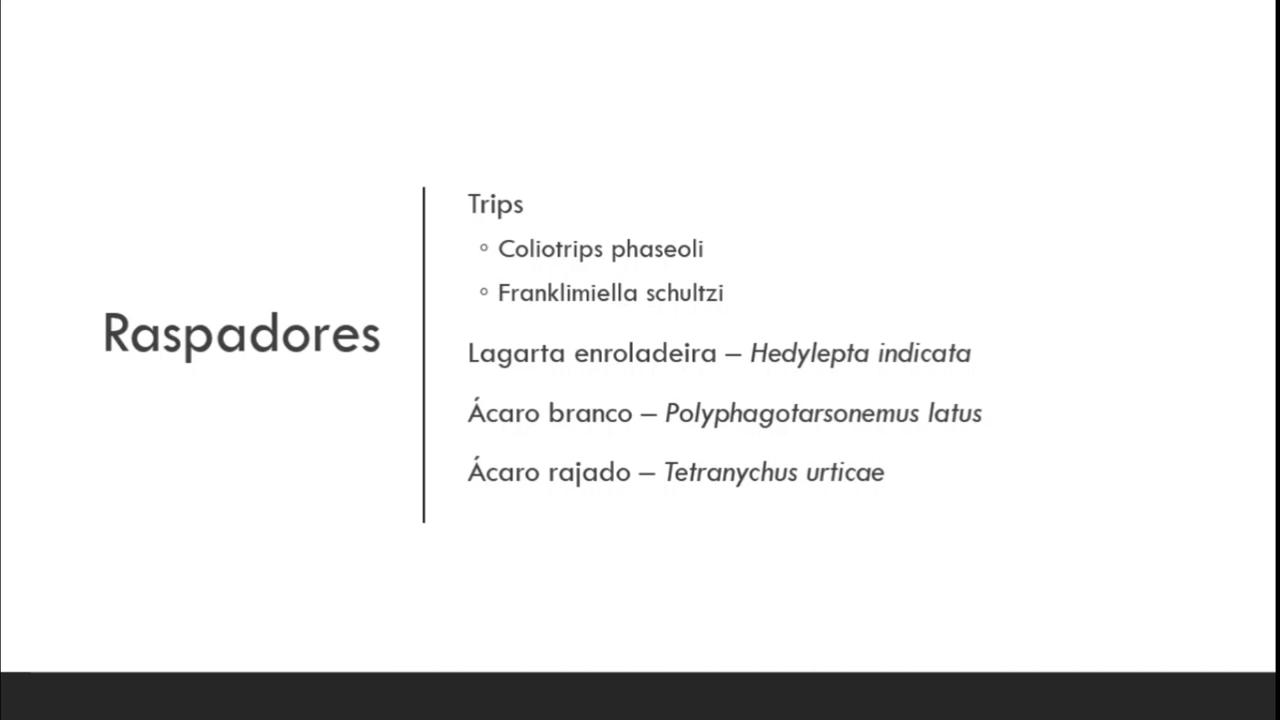 Raspadores
Trips
◦ Coliotrips phaseoli
◦ Franklimiella schultzi
Lagarta enroladeira – Hedylepta indicata
Ácaro branco – Polyphagotarsonemus latus
Ácaro rajado – Tetranychus urticae